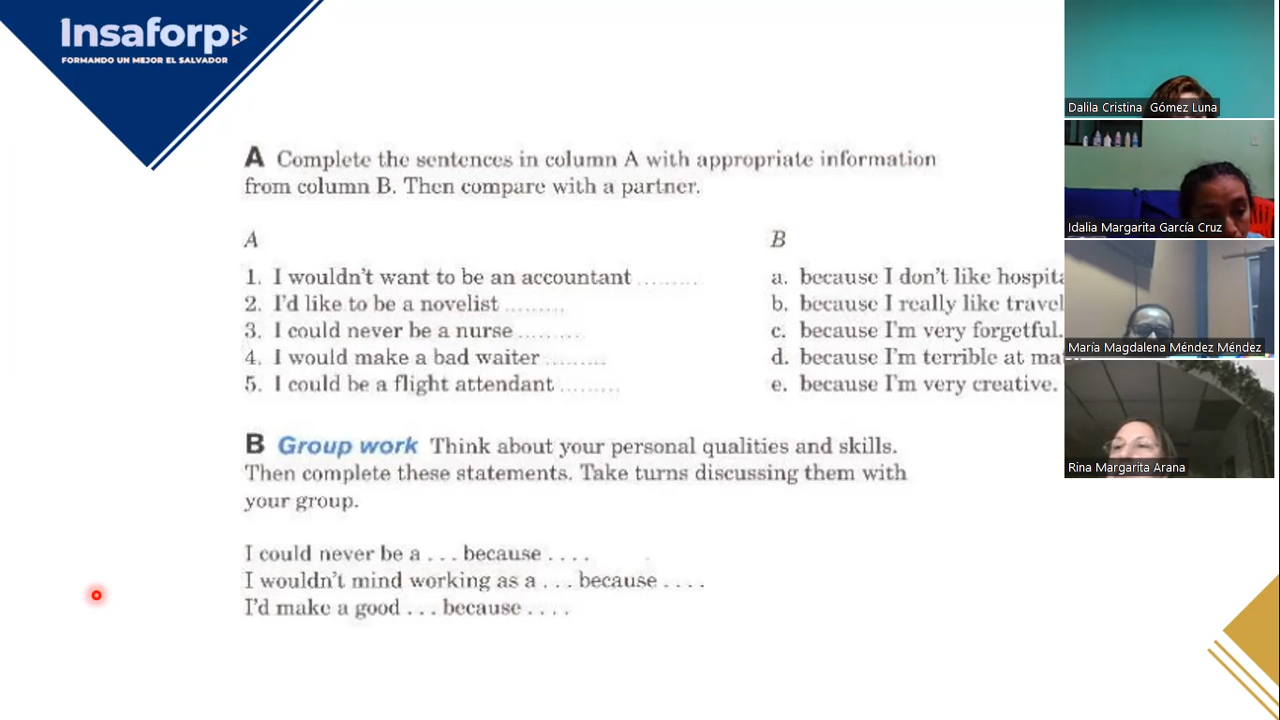 Insaforp
FORMANDO UN MEJOR EL SALVADOR
A Complete the sentences in column A with appropriate information
from column B. Then compare with a partner.
A
B
1. I wouldn't want to be an accountant .........
2. I'd like to be a novelist .........
3. I could never be a nurse .........
4. I would make a bad waiter .........
5. I could be a flight attendant .........
a. because I don't like hospita
b. because I really like travel
c. because I'm very forgetful.
d. because I'm terrible at ma
e. because I'm very creative.
B Group work Think about your personal qualities and skills.
Then complete these statements. Take turns discussing them with
your group.
I could never be a . . . because . . . .
I wouldn't mind working as a . . . because . . . .
I'd make a good . . . because . . . .
Dalila Cristina Gómez Luna
Idalia Margarita García Cruz
María Magdalena Méndez Méndez
Rina Margarita Arana